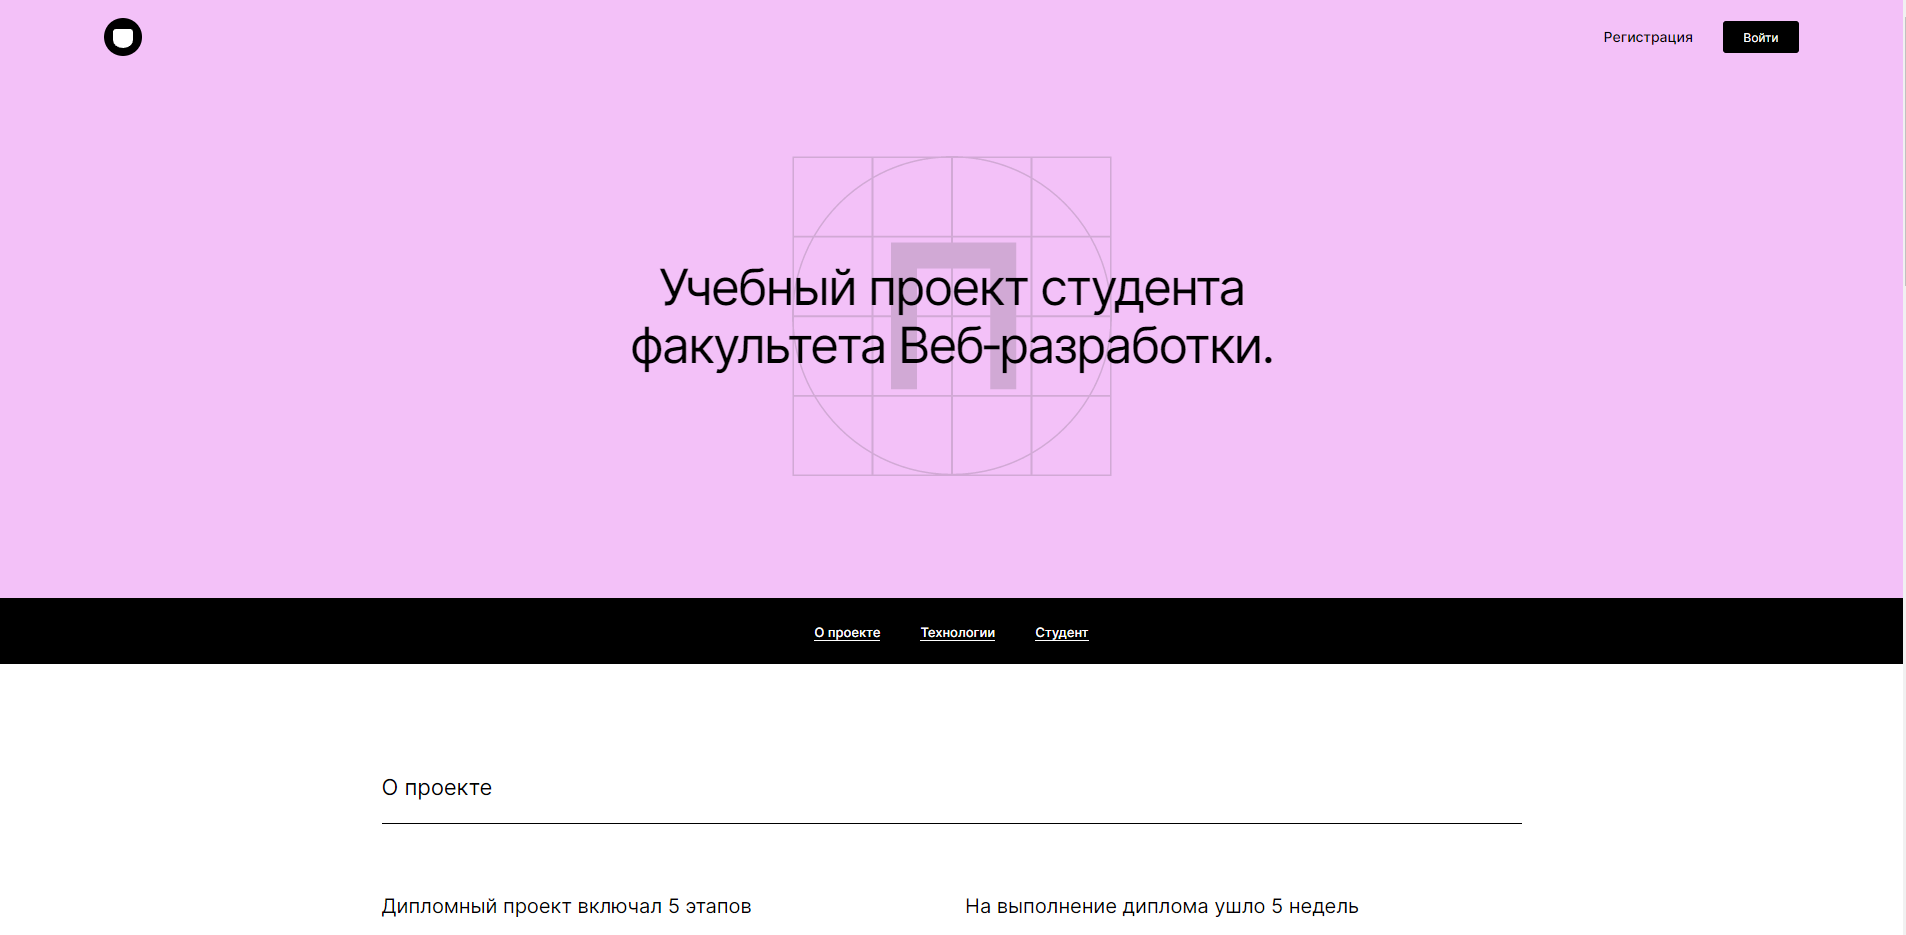 Регистрация
Войти
П
Учебный проект студента
факультета Веб-разработки.
О проекте
Технологии
Студент
О проекте
Дипломный проект включал 5 этапов
На выполнение диплома ушло 5 недель